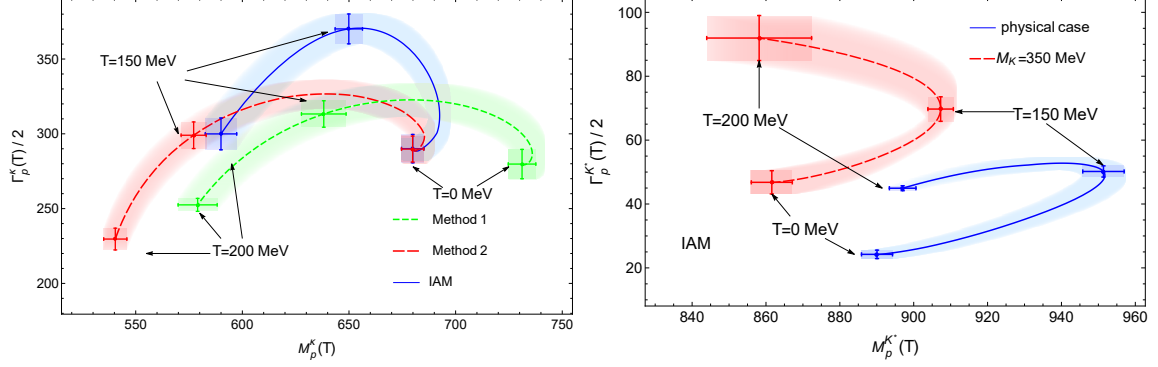 Γ_p^κ(T) / 2
350
300
250
200
T=150 MeV
T=0 MeV
T=200 MeV
Method 1
Method 2
IAM
550
600
650
700
750
M_p^κ(T)
Γ_p^{K*}(T) / 2
100
80
60
40
20
physical case
M_K=350 MeV
T=200 MeV
T=150 MeV
T=0 MeV
IAM
840
860
880
900
920
940
960
M_p^{K*}(T)